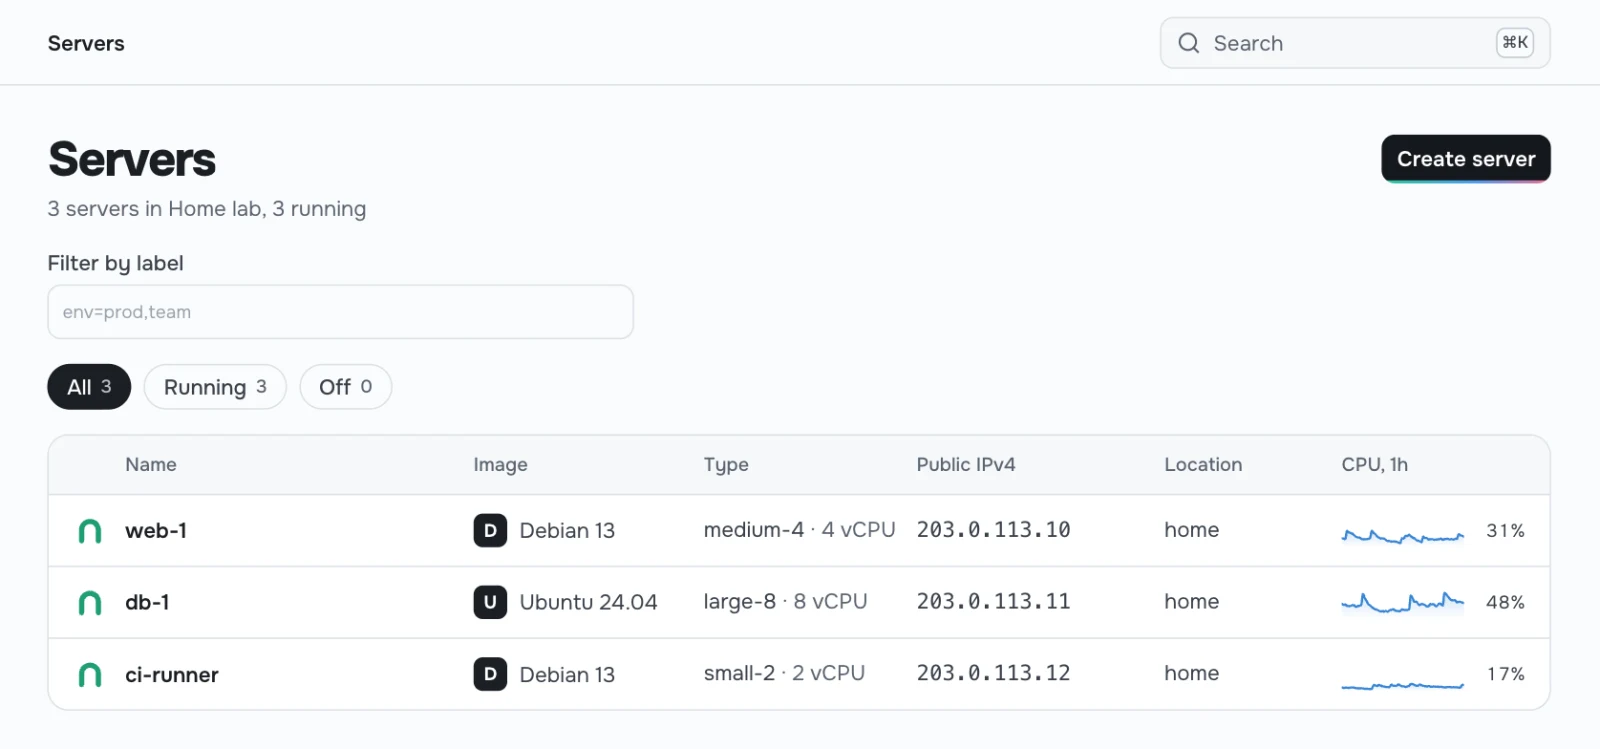 Servers
Search ⌘K
Servers
Create server
3 servers in Home lab, 3 running
Filter by label
env=prod,team
All 3 Running 3 Off 0
Name Image Type Public IPv4 Location CPU, 1h
web-1 D Debian 13 medium-4 · 4 vCPU 203.0.113.10 home 31%
db-1 U Ubuntu 24.04 large-8 · 8 vCPU 203.0.113.11 home 48%
ci-runner D Debian 13 small-2 · 2 vCPU 203.0.113.12 home 17%